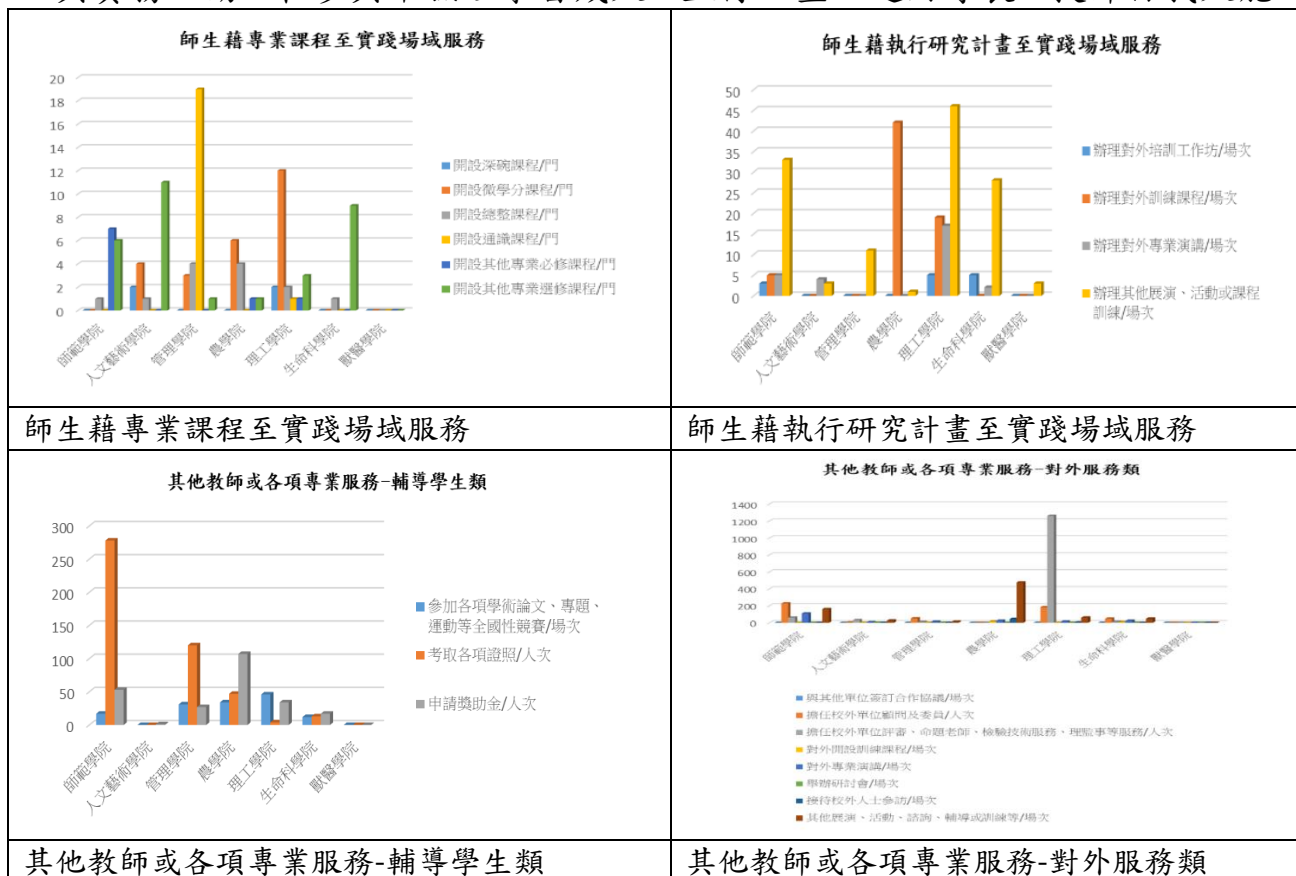 師生藉專業課程至實踐場域服務
20
18
16
14
12
10
8
6
4
2
0
師範學院
人文藝術學院
管理學院
農學院
理工學院
生命科學院
獸醫學院
開設深碗課程/門
開設微學分課程/門
開設總整課程/門
開設通識課程/門
開設其他專業必修課程/門
開設其他專業選修課程/門
師生藉執行研究計畫至實踐場域服務
50
45
40
35
30
25
20
15
10
5
0
師範學院
人文藝術學院
管理學院
農學院
理工學院
生命科學院
獸醫學院
辦理對外培訓工作坊/場次
辦理對外訓練課程/場次
辦理對外專業演講/場次
辦理其他展演、活動或課程
訓練/場次
師生藉專業課程至實踐場域服務
師生藉執行研究計畫至實踐場域服務
其他教師或各項專業服務-輔導學生類
300
250
200
150
100
50
0
師範學院
人文藝術學院
管理學院
農學院
理工學院
生命科學院
獸醫學院
參加各項學術論文、專題、
運動等全國性競賽/場次
考取各項證照/人次
申請獎助金/人次
其他教師或各項專業服務-對外服務類
1400
1200
1000
800
600
400
200
0
師範學院
人文藝術學院
管理學院
農學院
理工學院
生命科學院
獸醫學院
與其他單位簽訂合作協議/場次
擔任校外單位顧問及委員/人次
擔任校外單位評審、命題老師、檢驗技術服務、理監事等服務/人次
對外開設訓練課程/場次
對外專業演講/場次
舉辦研討會/場次
接待校外人士參訪/場次
其他展演、活動、諮詢、輔導或訓練等/場次
其他教師或各項專業服務-輔導學生類
其他教師或各項專業服務-對外服務類